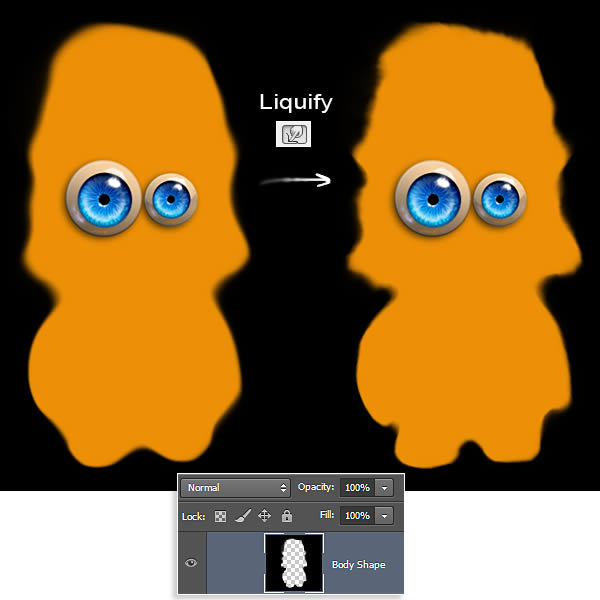 Liquify
Normal Opacity: 100%
Lock: Fill: 100%
Body Shape